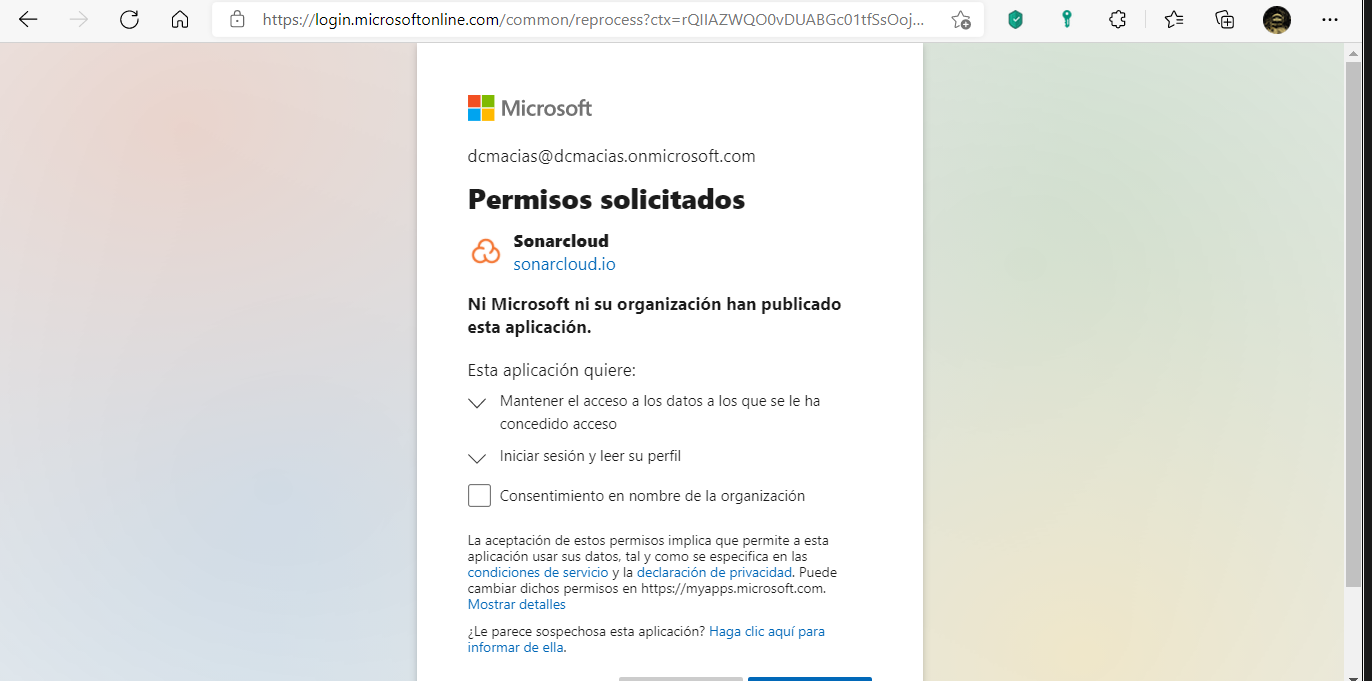 https://login.microsoftonline.com/common/reprocess?ctx=rQIIAZWQO0vDUABGc01tfSsOoj...
Microsoft
dcmacias@dcmacias.onmicrosoft.com
Permisos solicitados
Sonarcloud
sonarcloud.io
Ni Microsoft ni su organización han publicado
esta aplicación.
Esta aplicación quiere:
Mantener el acceso a los datos a los que se le ha
concedido acceso
Iniciar sesión y leer su perfil
Consentimiento en nombre de la organización
La aceptación de estos permisos implica que permite a esta
aplicación usar sus datos, tal y como se especifica en las
condiciones de servicio y la declaración de privacidad. Puede
cambiar dichos permisos en https://myapps.microsoft.com.
Mostrar detalles
¿Le parece sospechosa esta aplicación? Haga clic aquí para
informar de ella.